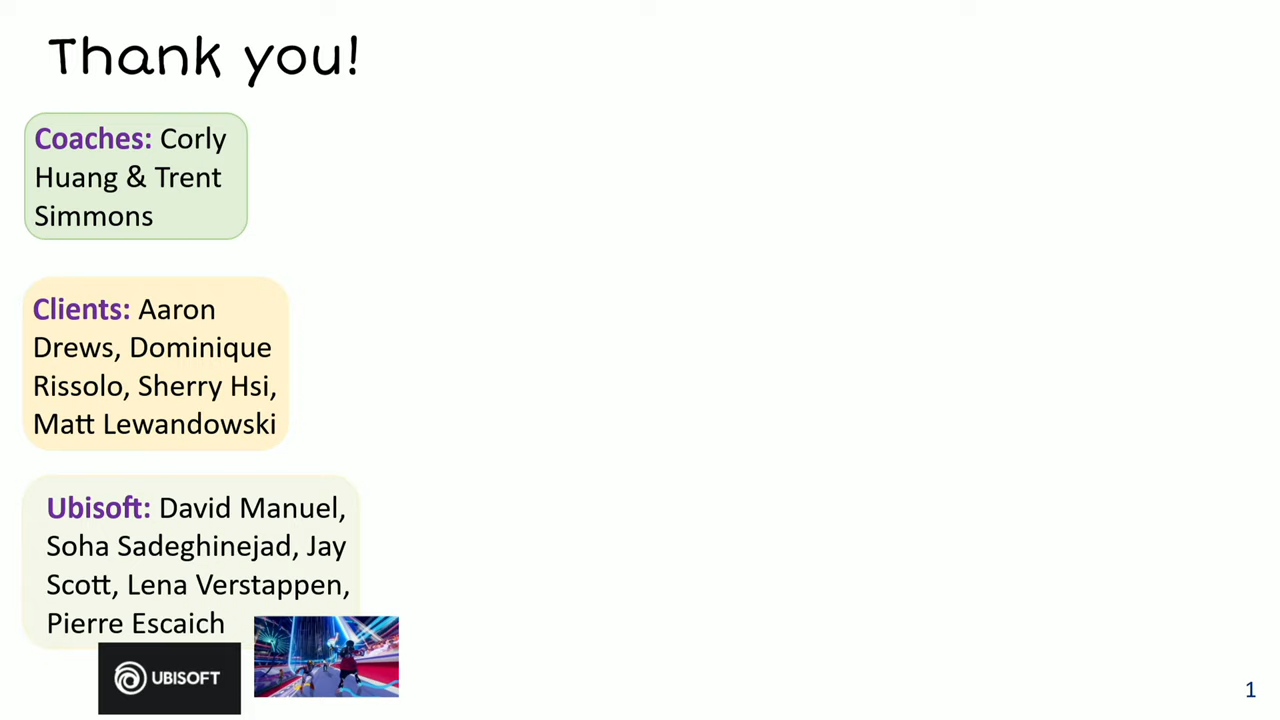 Thank you!
Coaches: Corly
Huang & Trent
Simmons
Clients: Aaron
Drews, Dominique
Rissolo, Sherry Hsi,
Matt Lewandowski
Ubisoft: David Manuel,
Soha Sadeghinejad, Jay
Scott, Lena Verstappen,
Pierre Escaich
UBISOFT
1